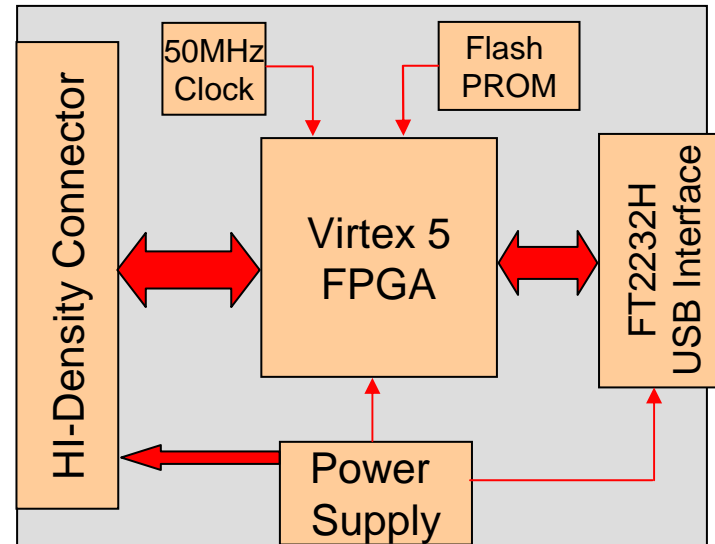 50MHz
Clock
Flash
PROM
HI-Density Connector
Virtex 5
FPGA
FT2232H
USB Interface
Power
Supply